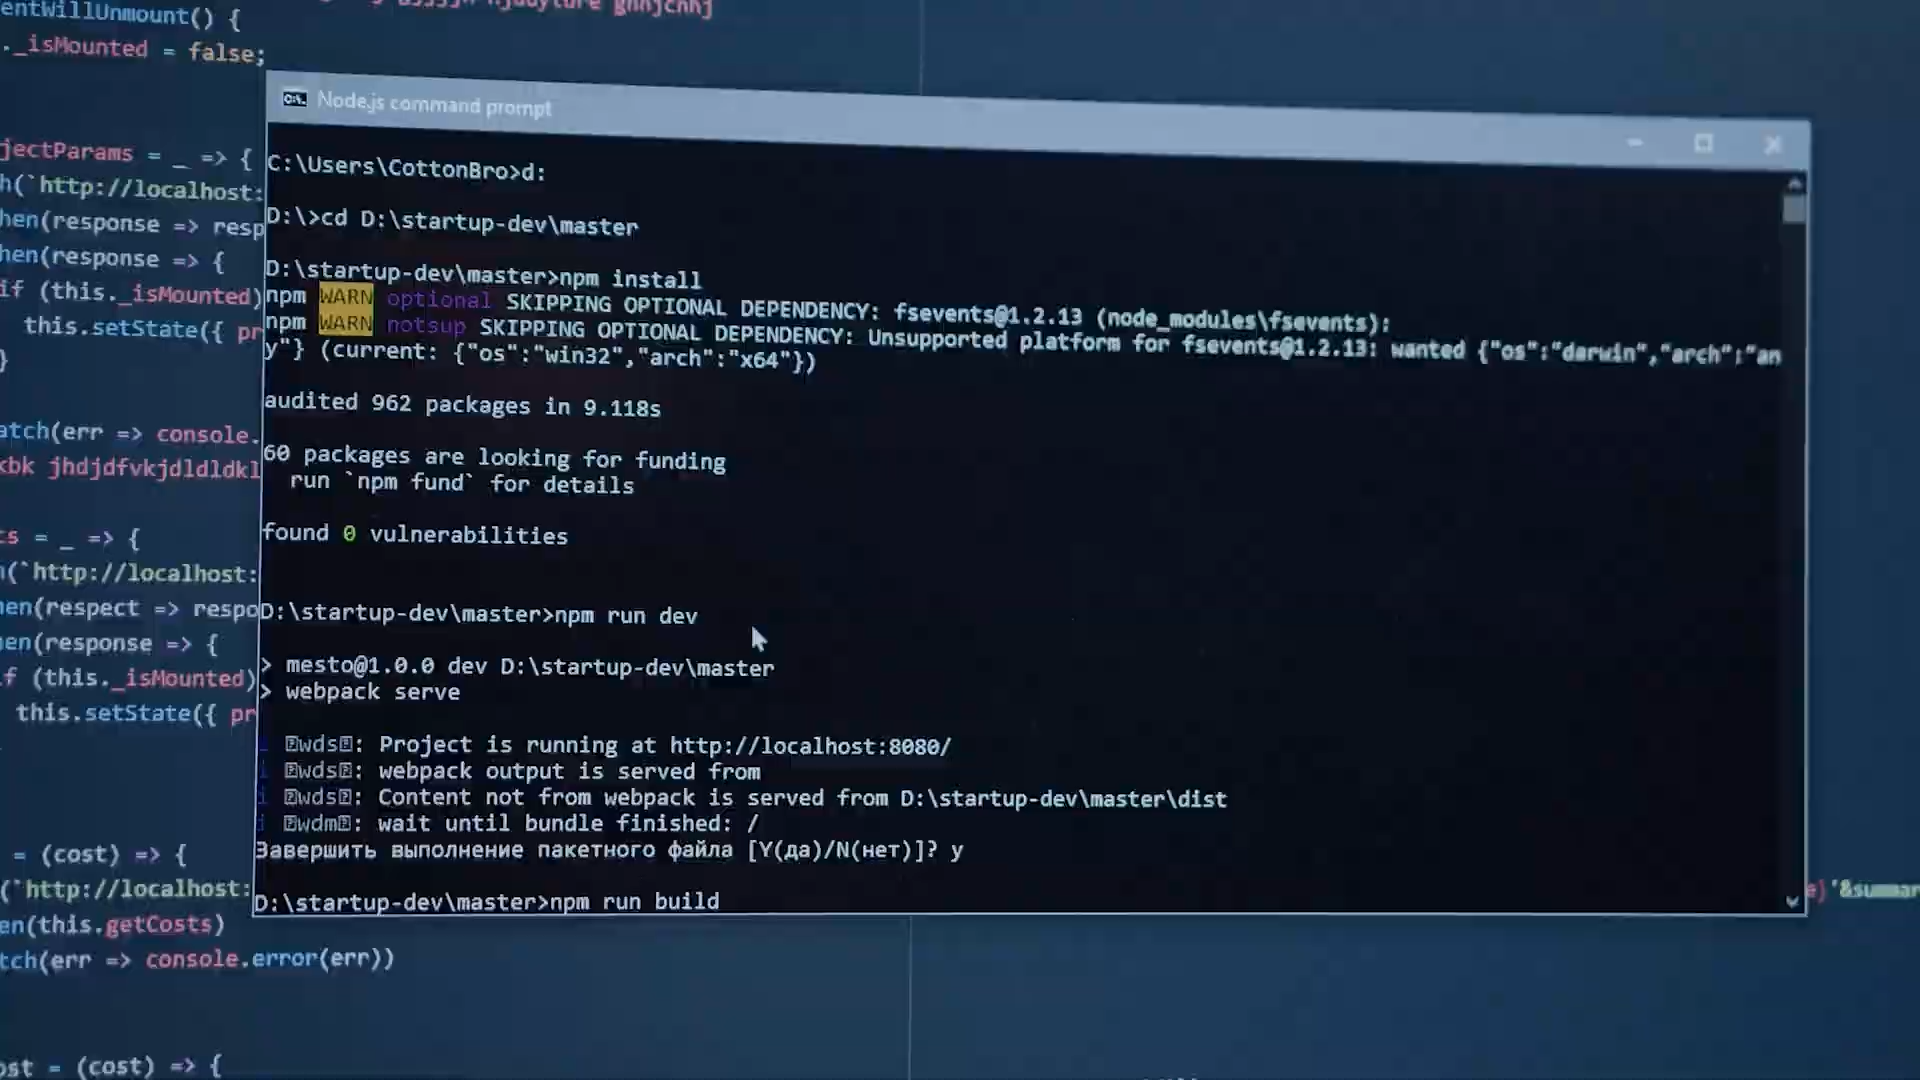 entWillUnmount() {
._isMounted = false;
jectParams = _ => {
h(`http://localhost:
hen(response => resp
hen(response => {
if (this._isMounted)
this.setState({ pr
}
atch(err => console.
kbk jhdjdfvkjdldldkl
ts = _ => {
n(`http://localhost:
hen(respect => respo
hen(response => {
if (this._isMounted)
this.setState({ pr
= (cost) => {
(`http://localhost:
en(this.getCosts)
tch(err => console.error(err))
ost = (cost) => {
Node.js command prompt
C:\Users\CottonBro>d:
D:\>cd D:\startup-dev\master
D:\startup-dev\master>npm install
npm WARN optional SKIPPING OPTIONAL DEPENDENCY: fsevents@1.2.13 (node_modules\fsevents):
npm WARN notsup SKIPPING OPTIONAL DEPENDENCY: Unsupported platform for fsevents@1.2.13: wanted {"os":"darwin","arch":"an
y"} (current: {"os":"win32","arch":"x64"})
audited 962 packages in 9.118s
60 packages are looking for funding
run `npm fund` for details
found 0 vulnerabilities
D:\startup-dev\master>npm run dev
> mesto@1.0.0 dev D:\startup-dev\master
> webpack serve
i ⍰wds⍰: Project is running at http://localhost:8080/
i ⍰wds⍰: webpack output is served from
i ⍰wds⍰: Content not from webpack is served from D:\startup-dev\master\dist
i ⍰wdm⍰: wait until bundle finished: /
Завершить выполнение пакетного файла [Y(да)/N(нет)]? y
D:\startup-dev\master>npm run build